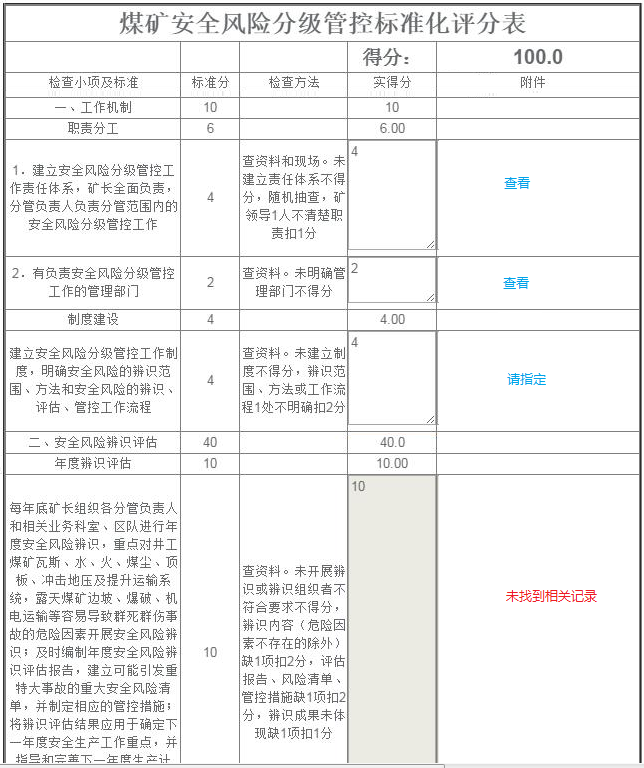 煤矿安全风险分级管控标准化评分表
得分： 100.0
检查小项及标准 标准分 检查方法 实得分 附件
一、工作机制 10 10
职责分工 6 6.00
1．建立安全风险分级管控工
作责任体系，矿长全面负责，
分管负责人负责分管范围内的
安全风险分级管控工作
4
查资料和现场。未
建立责任体系不得
分，随机抽查，矿
领导1人不清楚职
责扣1分
4
查看
2．有负责安全风险分级管控
工作的管理部门
2
查资料。未明确管
理部门不得分
2
查看
制度建设 4 4.00
建立安全风险分级管控工作制
度，明确安全风险的辨识范
围、方法和安全风险的辨识、
评估、管控工作流程
4
查资料。未建立制
度不得分，辨识范
围、方法或工作流
程1处不明确扣2分
4
请指定
二、安全风险辨识评估 40 40.0
年度辨识评估 10 10.00
每年底矿长组织各分管负责人
和相关业务科室、区队进行年
度安全风险辨识，重点对井工
煤矿瓦斯、水、火、煤尘、顶
板、冲击地压及提升运输系
统，露天煤矿边坡、爆破、机
电运输等容易导致群死群伤事
故的危险因素开展安全风险辨
识；及时编制年度安全风险辨
识评估报告，建立可能引发重
特大事故的重大安全风险清
单，并制定相应的管控措施；
将辨识评估结果应用于确定下
一年度安全生产工作重点，并
指导和完善下一年度生产计
10
查资料。未开展辨
识或辨识组织者不
符合要求不得分，
辨识内容（危险因
素不存在的除外）
缺1项扣2分，评估
报告、风险清单、
管控措施缺1项扣2
分，辨识成果未体
现缺1项扣1分
10
未找到相关记录